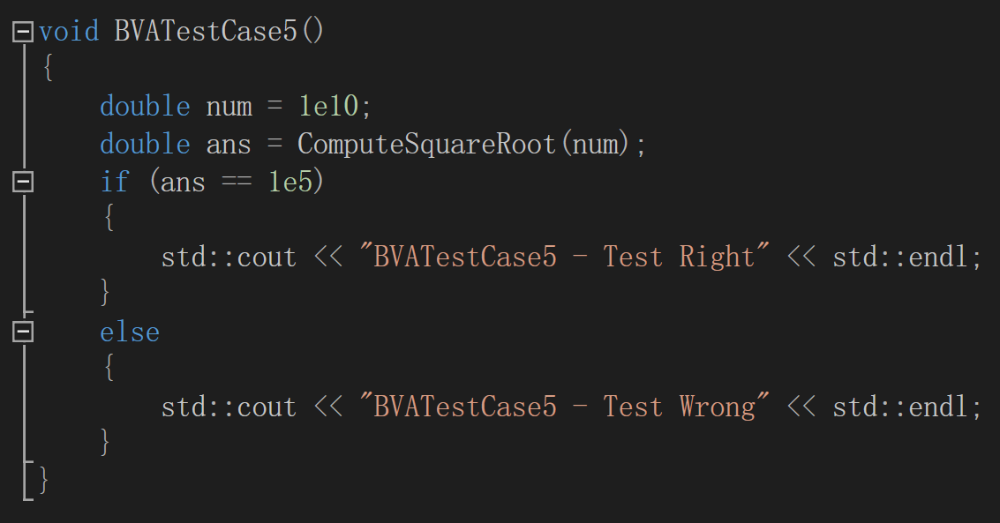 void BVATestCase5()
{
    double num = 1e10;
    double ans = ComputeSquareRoot(num);
    if (ans == 1e5)
    {
        std::cout << "BVATestCase5 - Test Right" << std::endl;
    }
    else
    {
        std::cout << "BVATestCase5 - Test Wrong" << std::endl;
    }
}